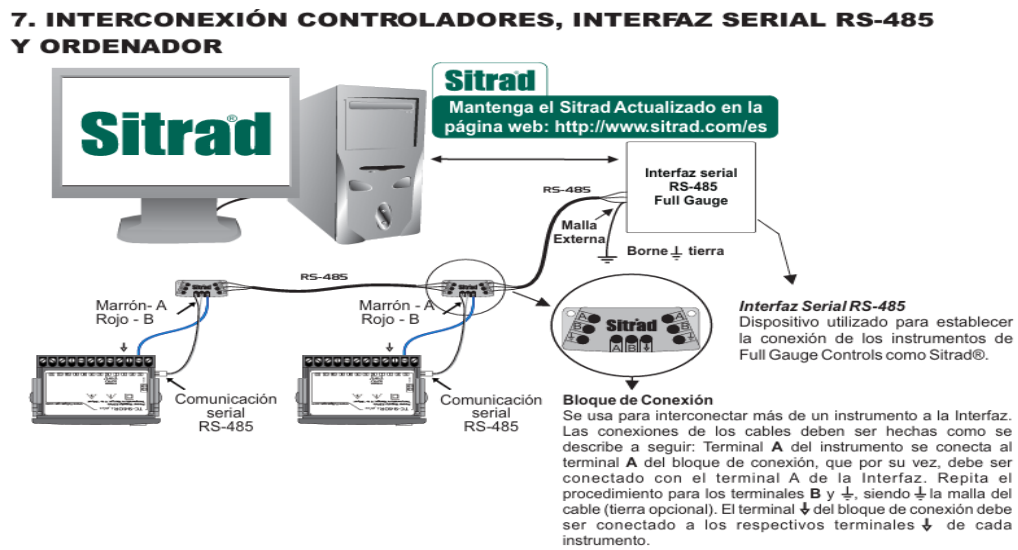 7. INTERCONEXIÓN CONTROLADORES, INTERFAZ SERIAL RS-485
Y ORDENADOR
Sitrad®
Sitrad
Mantenga el Sitrad Actualizado en la
página web: http://www.sitrad.com/es
Interfaz serial
RS-485
Full Gauge
RS-485
Malla
Externa
Borne ⏚ tierra
RS-485
Marrón- A
Rojo - B
Marrón - A
Rojo - B
Comunicación
serial
RS-485
Comunicación
serial
RS-485
A
B
⏚
Sitrad
A
B
⏚
A B ↓
Interfaz Serial RS-485
Dispositivo utilizado para establecer
la conexión de los instrumentos de
Full Gauge Controls como Sitrad®.
Bloque de Conexión
Se usa para interconectar más de un instrumento a la Interfaz.
Las conexiones de los cables deben ser hechas como se
describe a seguir: Terminal A del instrumento se conecta al
terminal A del bloque de conexión, que por su vez, debe ser
conectado con el terminal A de la Interfaz. Repita el
procedimiento para los terminales B y ⏚, siendo ⏚ la malla del
cable (tierra opcional). El terminal ↓ del bloque de conexión debe
ser conectado a los respectivos terminales ↓ de cada
instrumento.